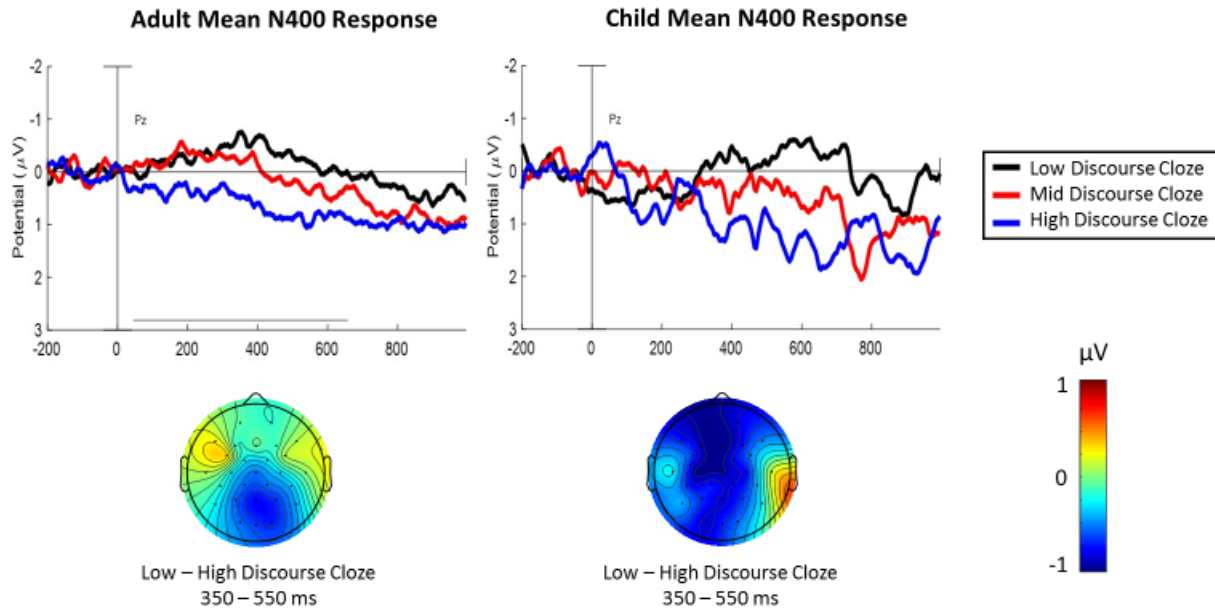 Adult Mean N400 Response
Child Mean N400 Response
-2
-1
0
1
2
3
Potential (μV)
Pz
-200
0
200
400
600
800
-2
-1
0
1
2
3
Potential (μV)
Pz
-200
0
200
400
600
800
Low Discourse Cloze
Mid Discourse Cloze
High Discourse Cloze
Low – High Discourse Cloze
350 – 550 ms
Low – High Discourse Cloze
350 – 550 ms
μV
1
0
-1